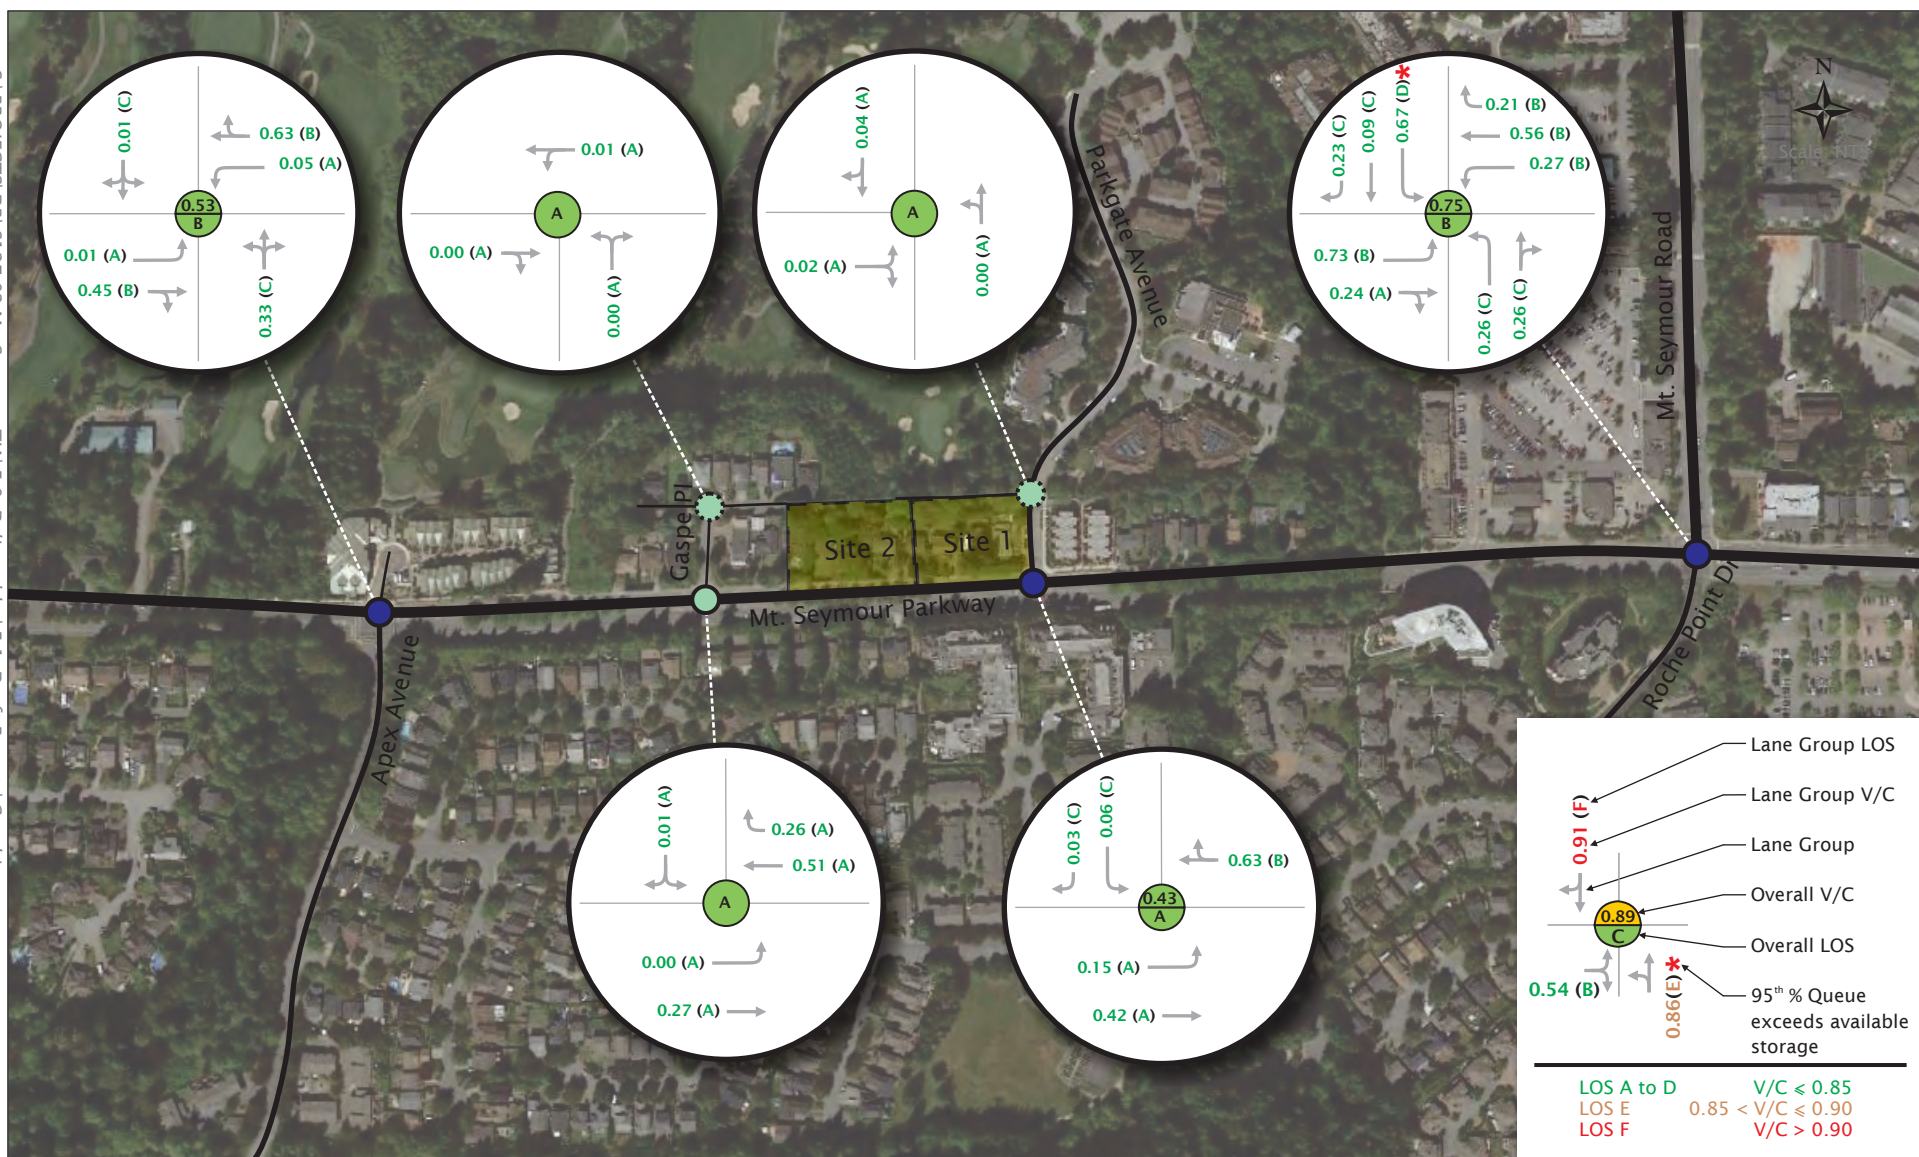 0.01 (C)
0.63 (B)
0.05 (A)
0.53
B
0.01 (A)
0.45 (B)
0.33 (C)
0.01 (A)
A
0.00 (A)
0.00 (A)
0.04 (A)
A
0.02 (A)
0.00 (A)
0.23 (C)
0.09 (C)
0.67 (D)*
0.21 (B)
0.56 (B)
0.27 (B)
0.75
B
0.73 (B)
0.24 (A)
0.26 (C)
0.26 (C)
N
Scale: NTS
Parkgate Avenue
Mt. Seymour Road
Gaspe Pl
Site 2
Site 1
Mt. Seymour Parkway
Apex Avenue
Roche Point Dr
0.01 (A)
0.26 (A)
0.51 (A)
A
0.00 (A)
0.27 (A)
0.03 (C)
0.06 (C)
0.63 (B)
0.43
A
0.15 (A)
0.42 (A)
Lane Group LOS
Lane Group V/C
Lane Group
Overall V/C
Overall LOS
95th % Queue
exceeds available
storage
0.91 (F)
0.89
C
0.54 (B)
0.86(E)*
LOS A to D V/C ⩽ 0.85
LOS E 0.85 < V/C ⩽ 0.90
LOS F V/C > 0.90